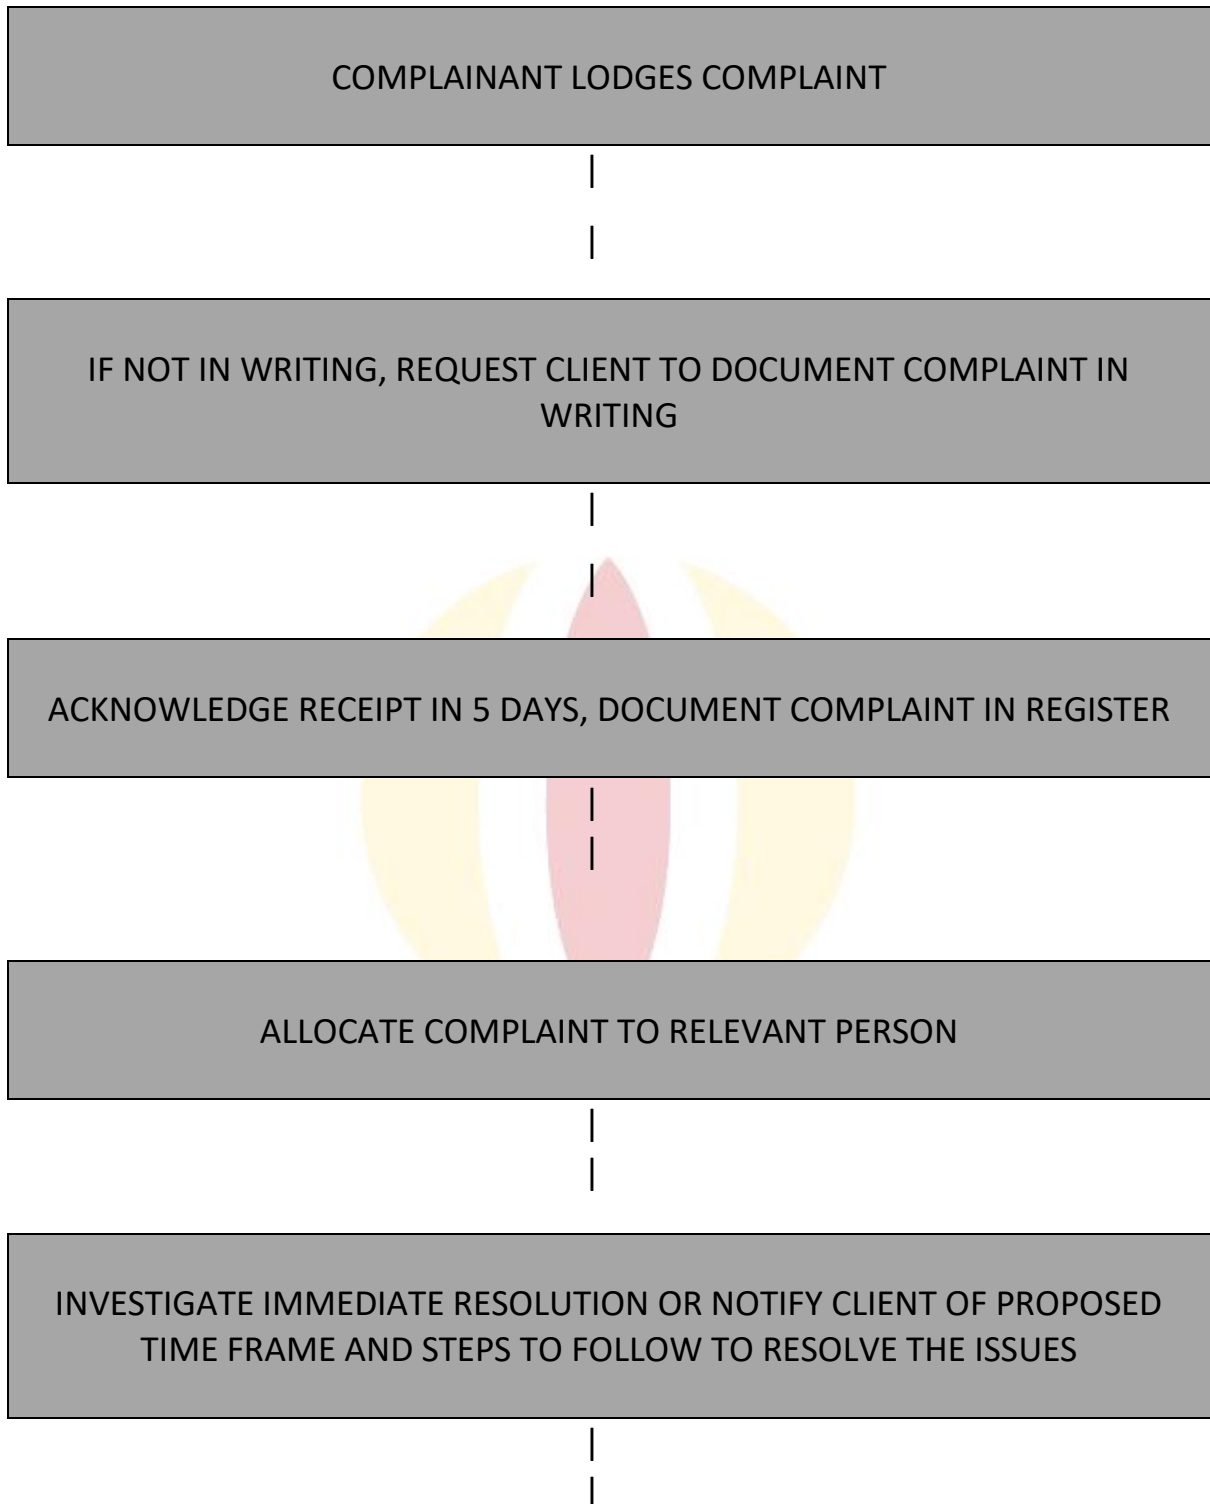 COMPLAINANT LODGES COMPLAINT
IF NOT IN WRITING, REQUEST CLIENT TO DOCUMENT COMPLAINT IN
WRITING
ACKNOWLEDGE RECEIPT IN 5 DAYS, DOCUMENT COMPLAINT IN REGISTER
ALLOCATE COMPLAINT TO RELEVANT PERSON
INVESTIGATE IMMEDIATE RESOLUTION OR NOTIFY CLIENT OF PROPOSED
TIME FRAME AND STEPS TO FOLLOW TO RESOLVE THE ISSUES